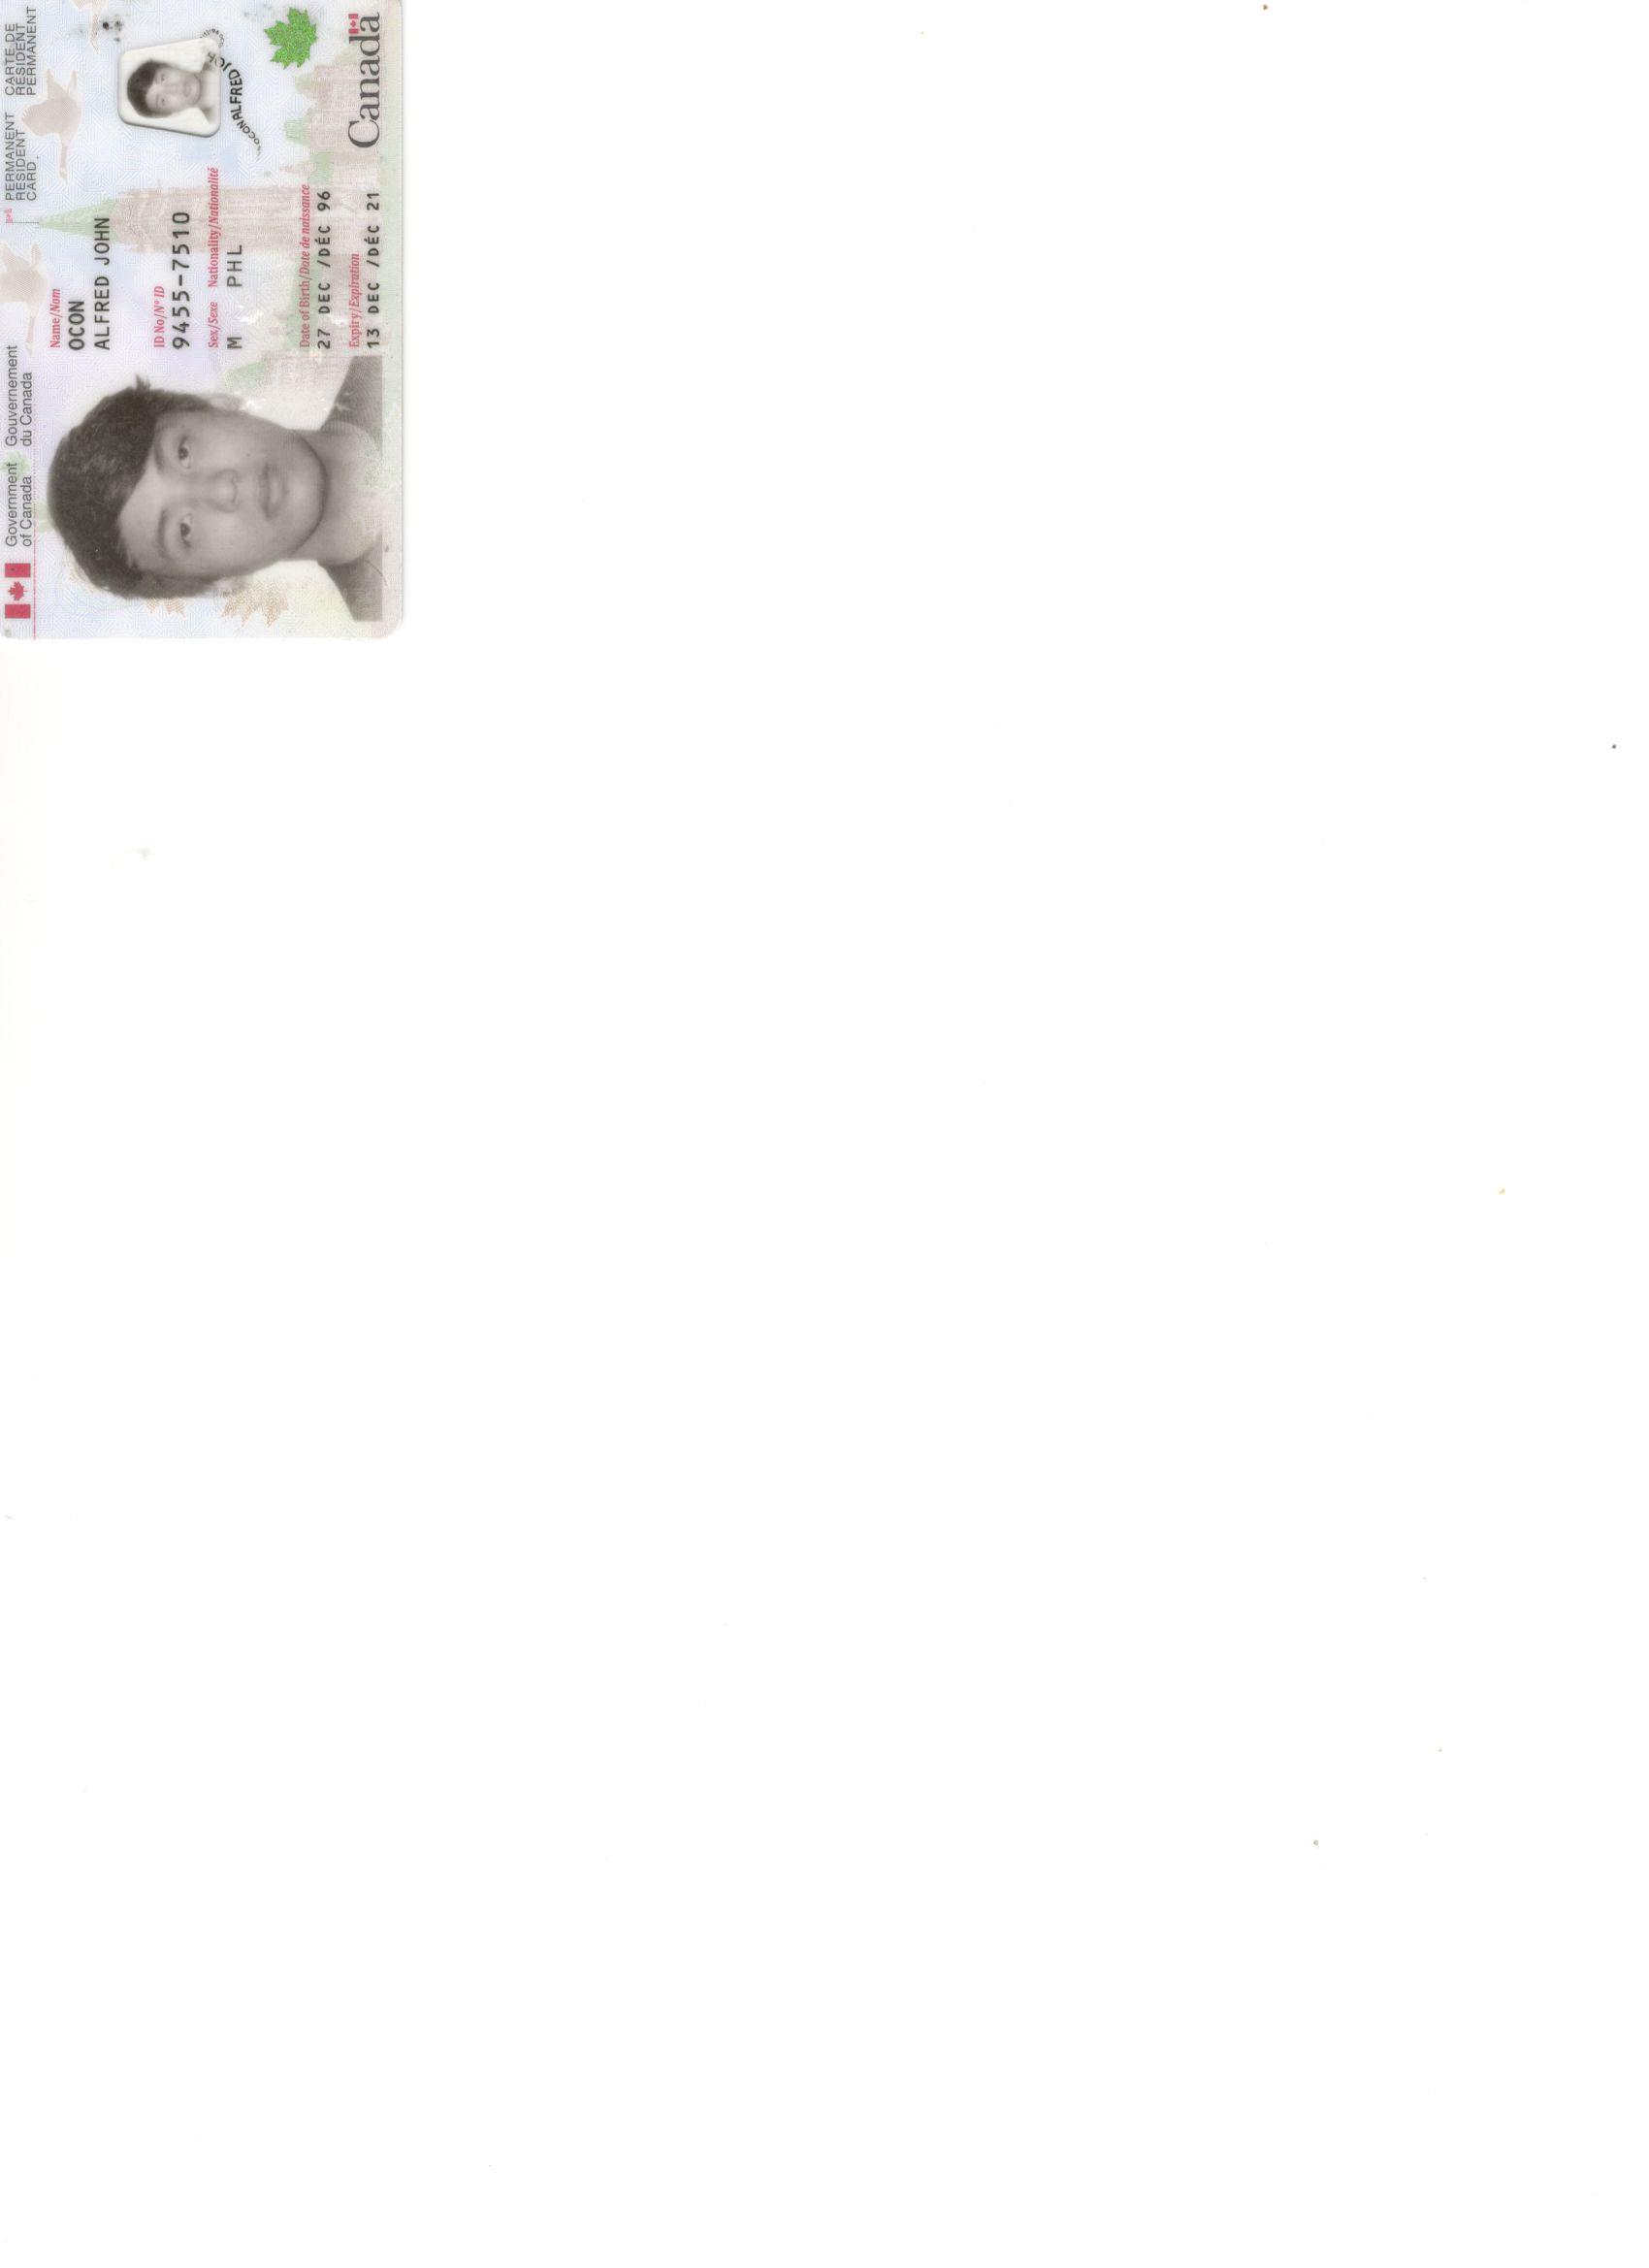 Government of Canada
Gouvernement du Canada
PERMANENT RESIDENT CARD
CARTE DE RÉSIDENT PERMANENT
Name/Nom
OCON
ALFRED JOHN
ID No/Nº ID
9455-7510
Sex/Sexe Nationality/Nationalité
M PHL
Date of Birth/Date de naissance
27 DEC /DÉC 96
Expiry/Expiration
13 DEC /DÉC 21
OCON ALFRED JOH
Canada